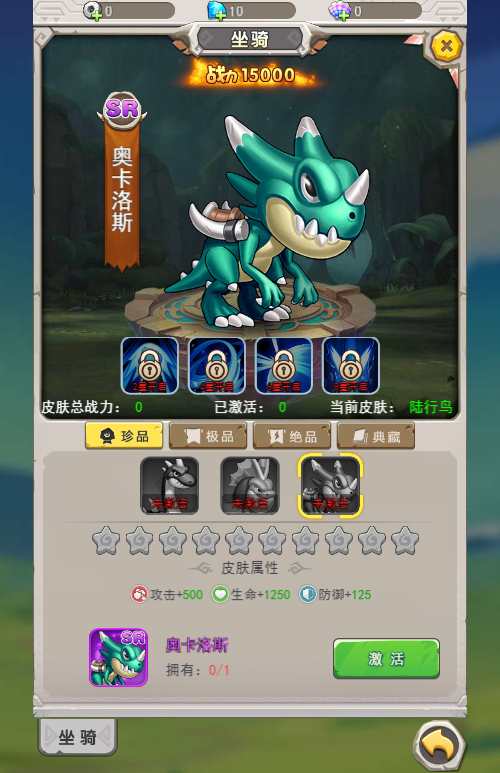 0
10
0
坐骑
战力15000
SR
奥卡洛斯
皮肤总战力： 0
已激活： 0
当前皮肤： 陆行鸟
珍品
极品
绝品
典藏
皮肤属性
攻击+500
生命+1250
防御+125
SR
奥卡洛斯
拥有：0/1
激活
坐骑